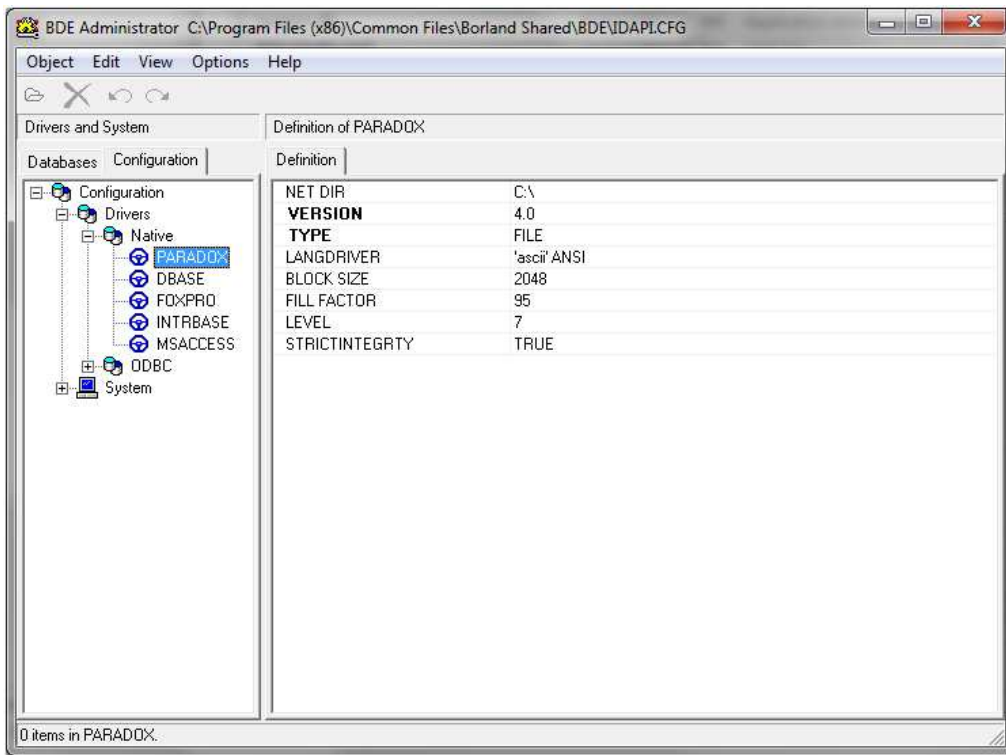 BDE Administrator C:\Program Files (x86)\Common Files\Borland Shared\BDE\IDAPI.CFG
Object Edit View Options Help
Drivers and System
Definition of PARADOX
Databases Configuration
Definition
Configuration
Drivers
Native
PARADOX
DBASE
FOXPRO
INTRBASE
MSACCESS
ODBC
System
NET DIR C:\
VERSION 4.0
TYPE FILE
LANGDRIVER 'ascii' ANSI
BLOCK SIZE 2048
FILL FACTOR 95
LEVEL 7
STRICTINTEGRTY TRUE
0 items in PARADOX.